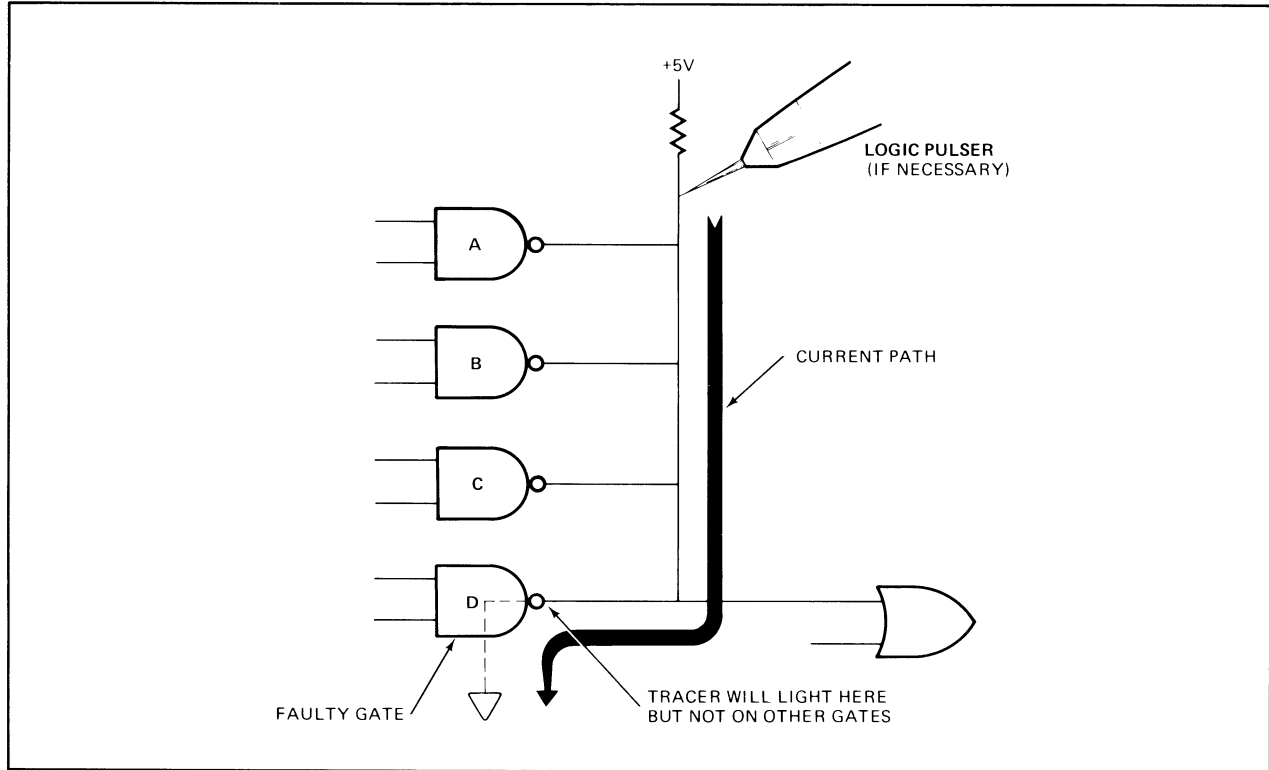 +5V
LOGIC PULSER
(IF NECESSARY)
A
B
CURRENT PATH
C
D
FAULTY GATE
TRACER WILL LIGHT HERE
BUT NOT ON OTHER GATES